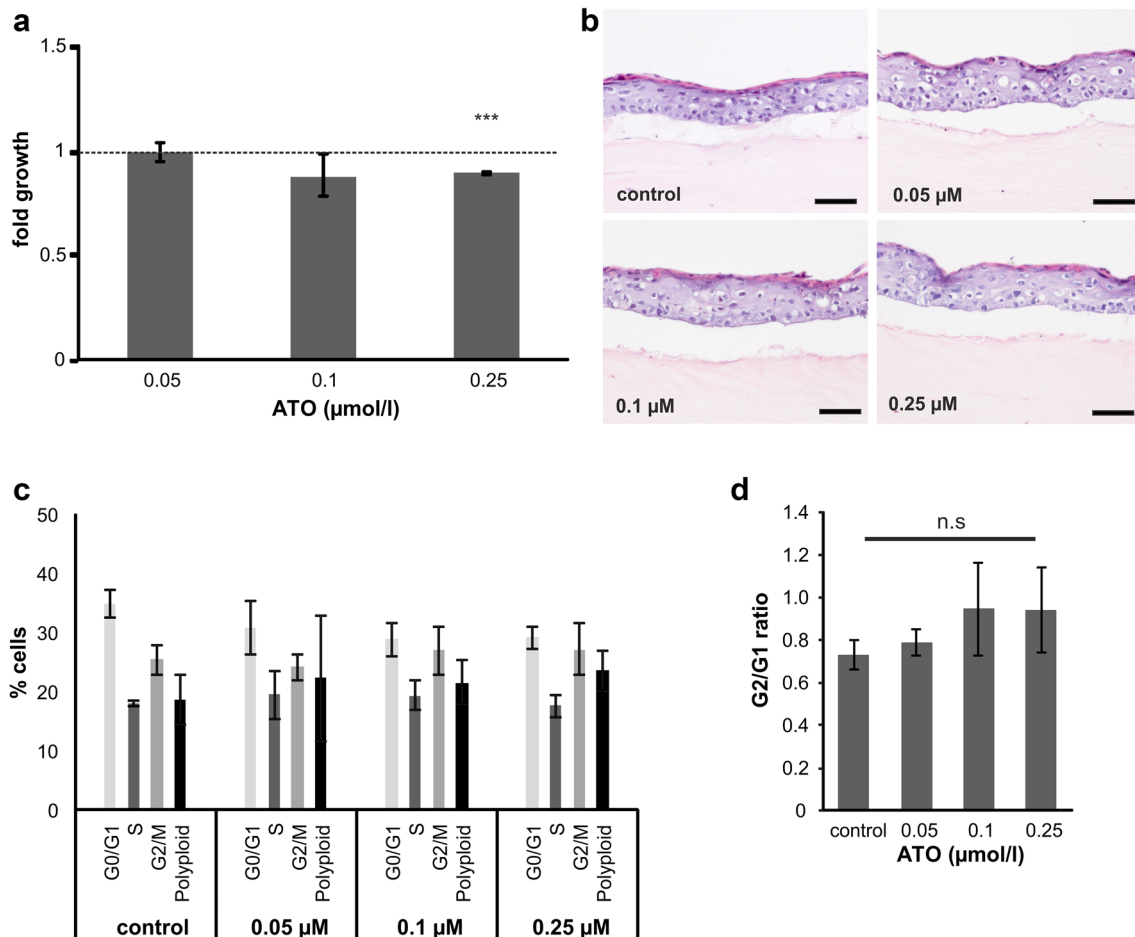 a
1.5
1
0.5
0
fold growth
***
0.05 0.1 0.25
ATO (µmol/l)
b
control
0.05 µM
0.1 µM
0.25 µM
c
50
40
30
20
10
0
% cells
G0/G1 S G2/M Polyploid G0/G1 S G2/M Polyploid G0/G1 S G2/M Polyploid G0/G1 S G2/M Polyploid
control 0.05 µM 0.1 µM 0.25 µM
d
1.4
1.2
1.0
0.8
0.6
0.4
0.2
0
G2/G1 ratio
n.s
control 0.05 0.1 0.25
ATO (µmol/l)